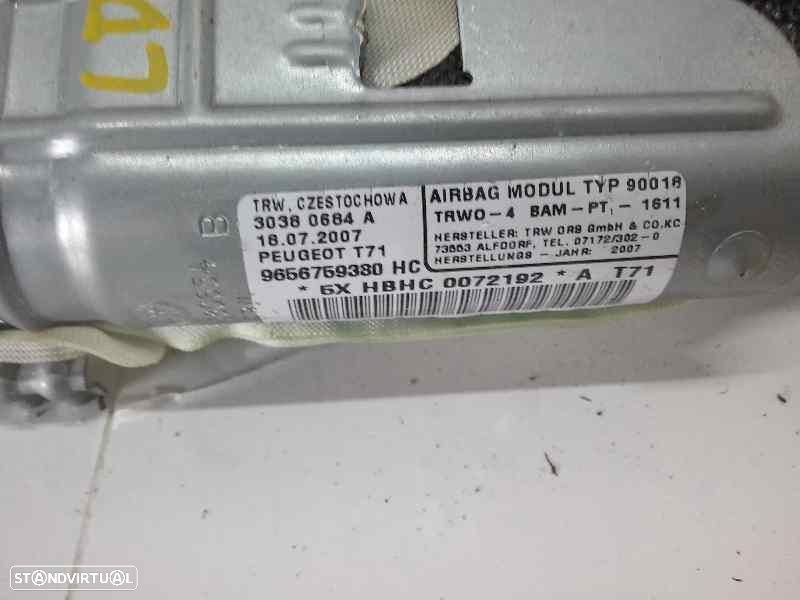 TRW, CZESTOCHOWA
3038 0684 A
16.07.2007
PEUGEOT T71
9656759380 HC
AIRBAG MODUL TYP 90016
TRWO-4 BAM-PT, - 1611
HERSTELLER: TRW ORS GmbH & CO.KG
73553 ALFDORF, TEL. 07172/302-0
HERSTELLUNGS - JAHR: 2007
* 5X HBHC 0072192 * A T71
B
STANDVIRTUAL